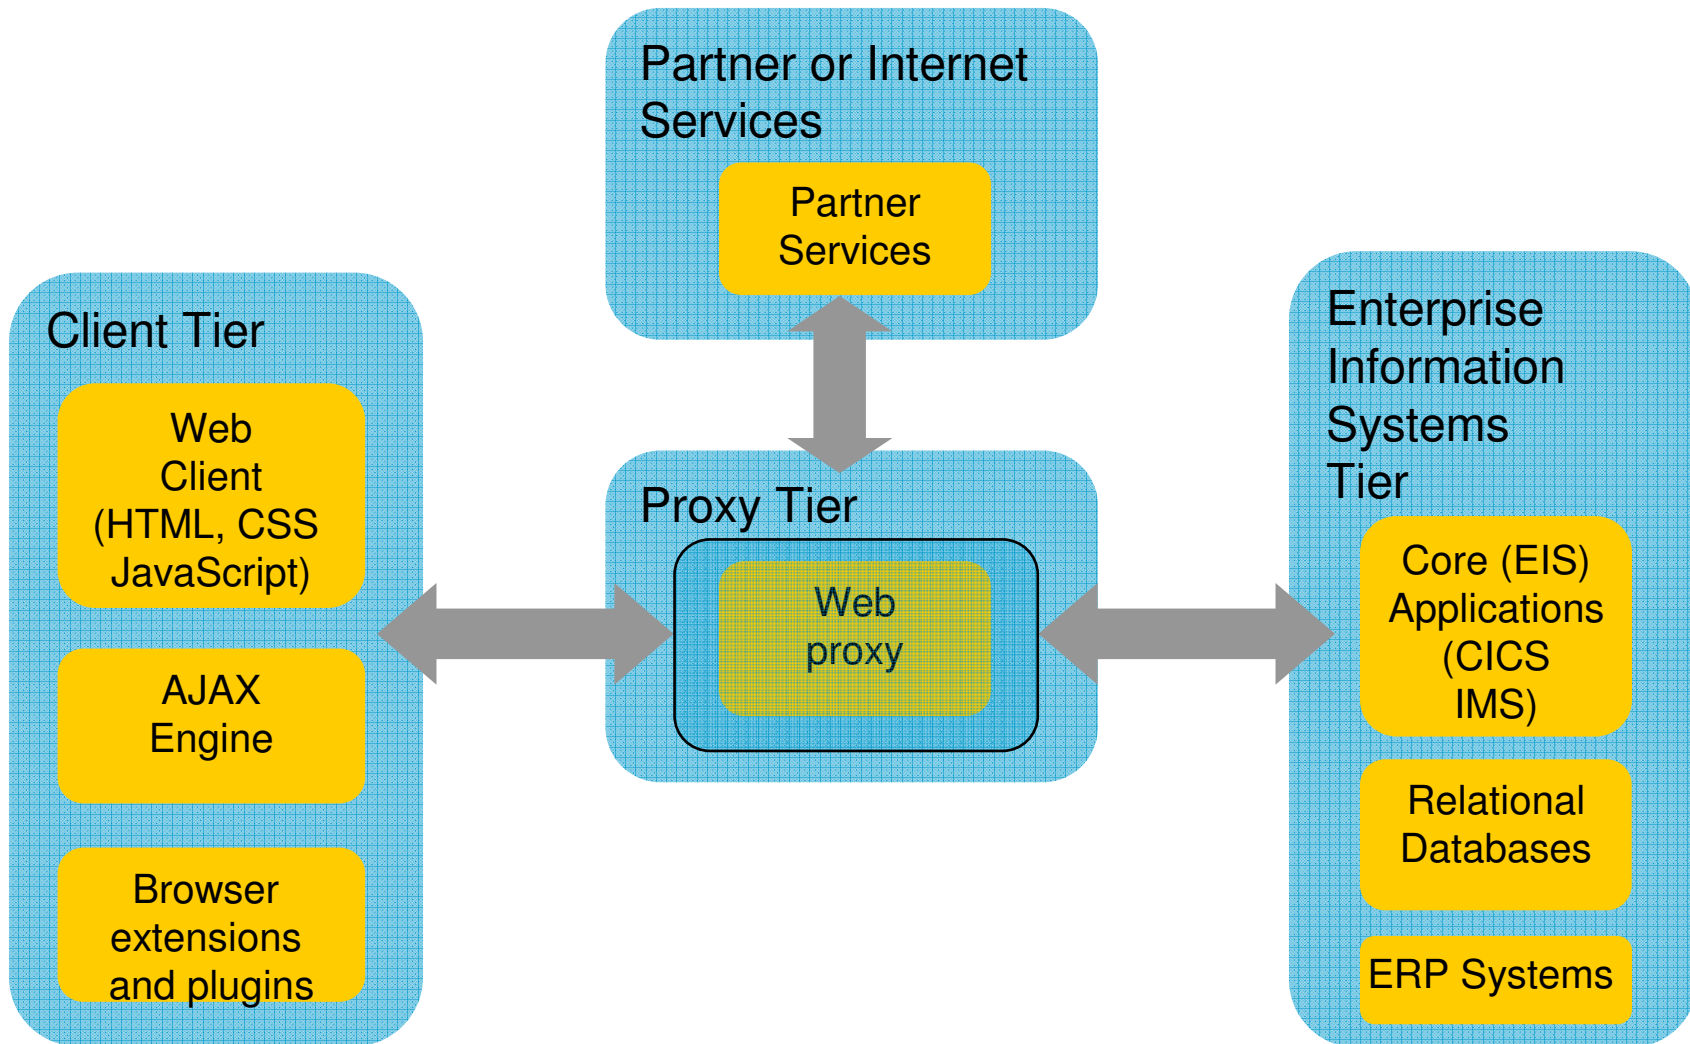 Partner or Internet
Services
Partner
Services
Client Tier
Web
Client
(HTML, CSS
JavaScript)
AJAX
Engine
Browser
extensions
and plugins
Proxy Tier
Web
proxy
Enterprise
Information
Systems
Tier
Core (EIS)
Applications
(CICS
IMS)
Relational
Databases
ERP Systems